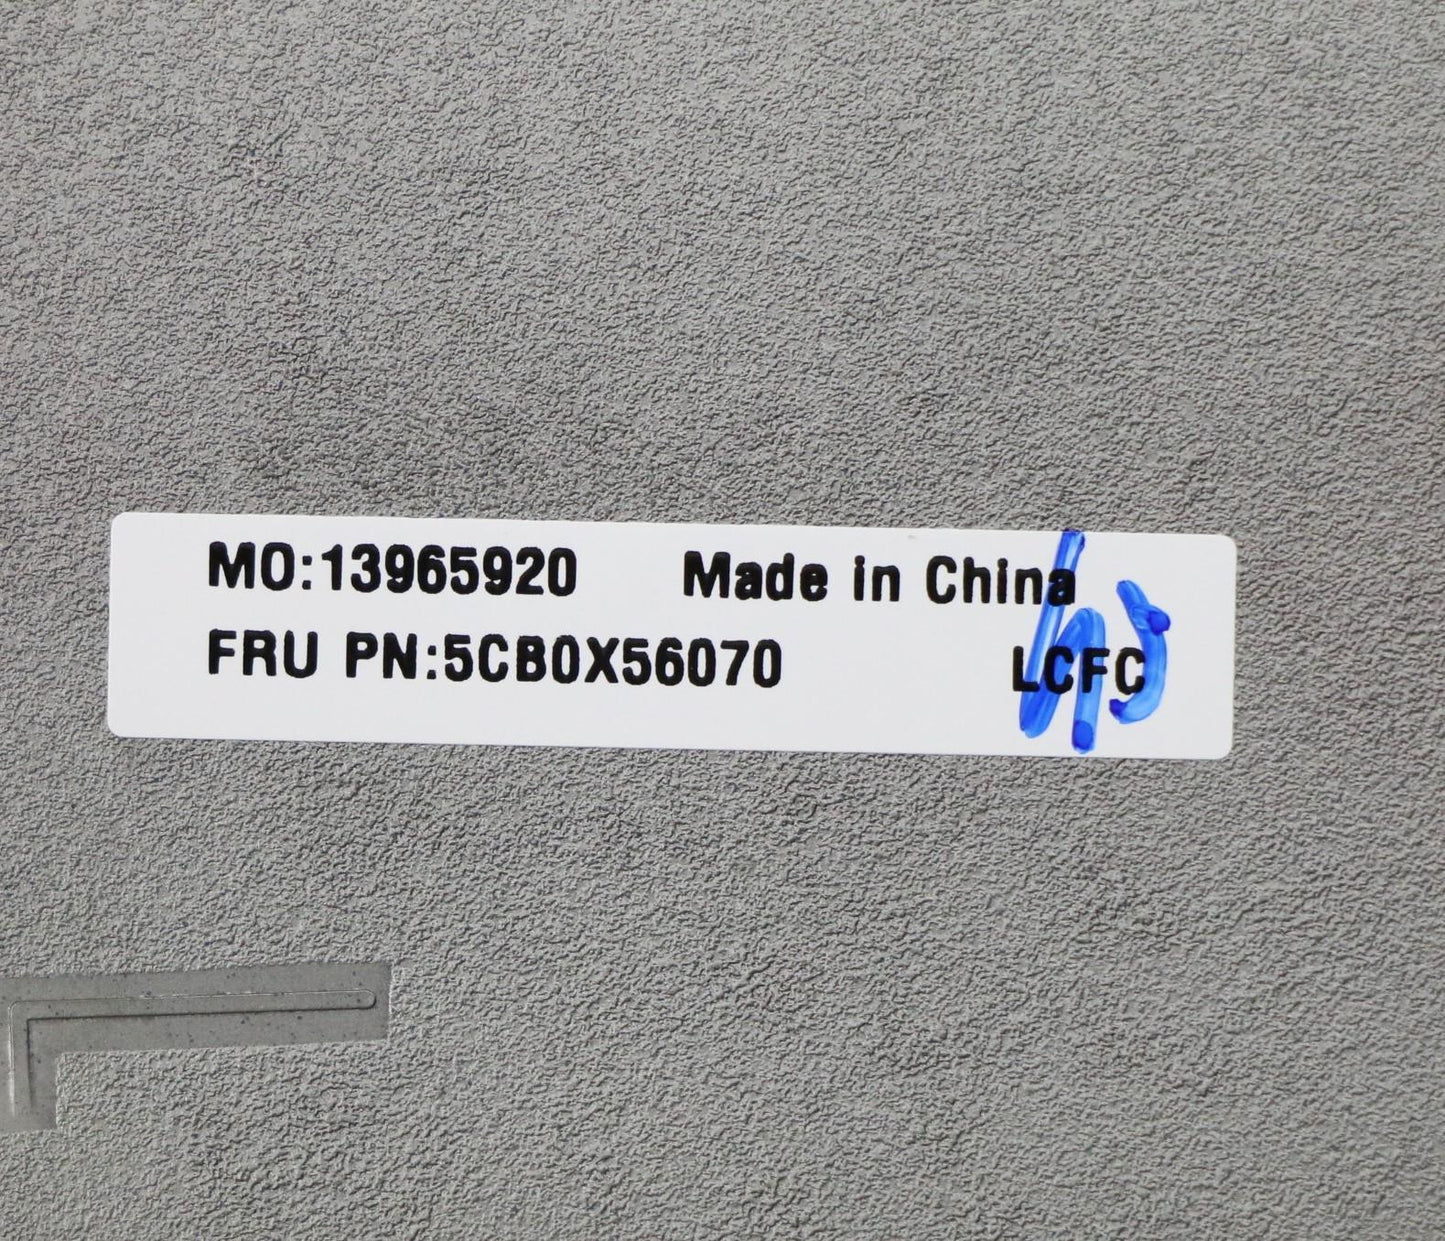 MO:13965920 Made in China
FRU PN:5CB0X56070 LCFC